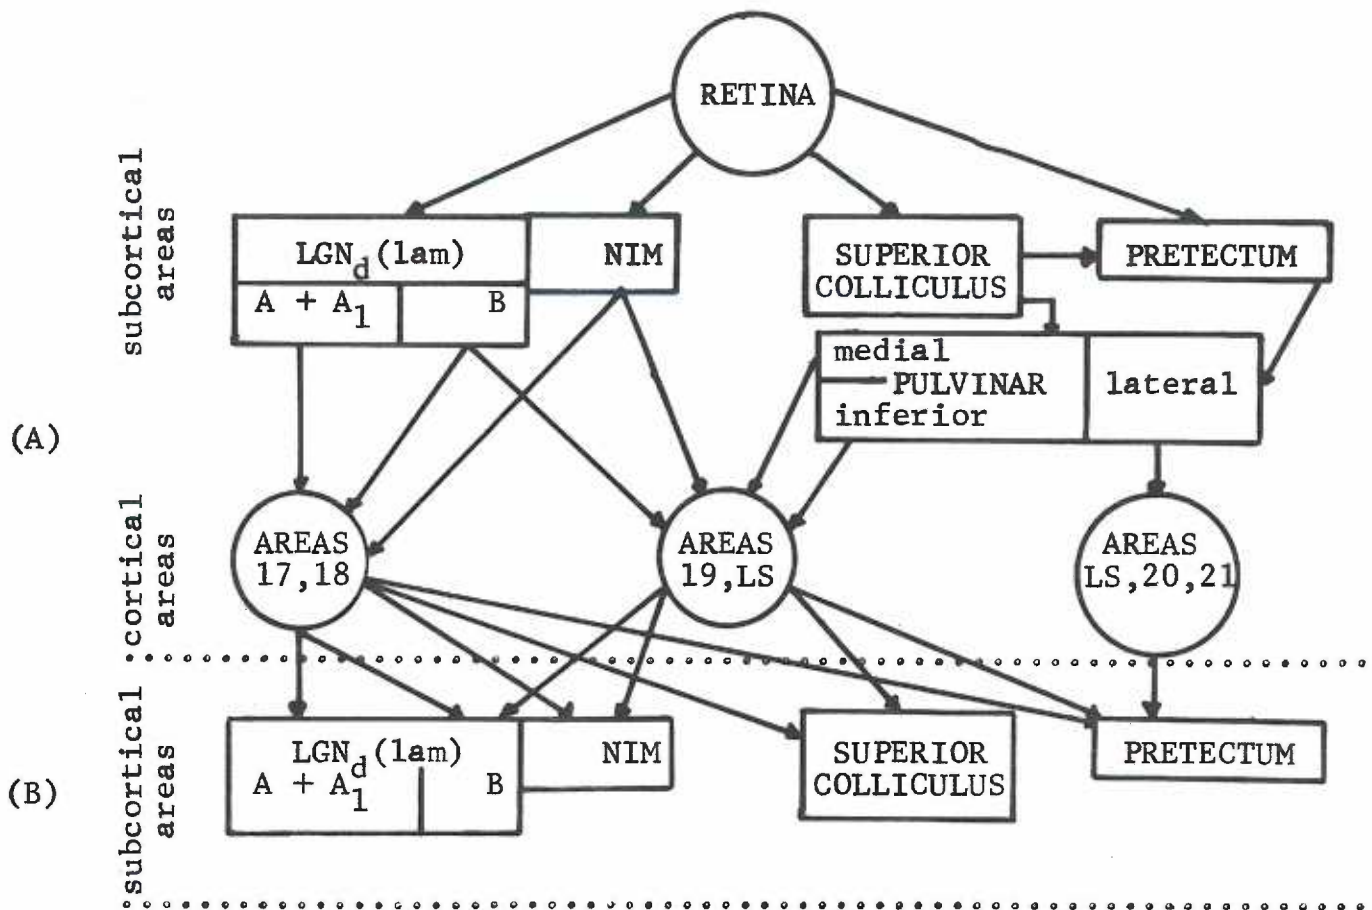 RETINA
subcortical
areas
LGNd(lam)
NIM
SUPERIOR
COLLICULUS
PRETECTUM
A + A1
B
medial
PULVINAR
inferior
lateral
(A)
cortical
areas
AREAS
17,18
AREAS
19,LS
AREAS
LS,20,21
(B)
subcortical
areas
LGNd(lam)
NIM
A + A1
B
SUPERIOR
COLLICULUS
PRETECTUM